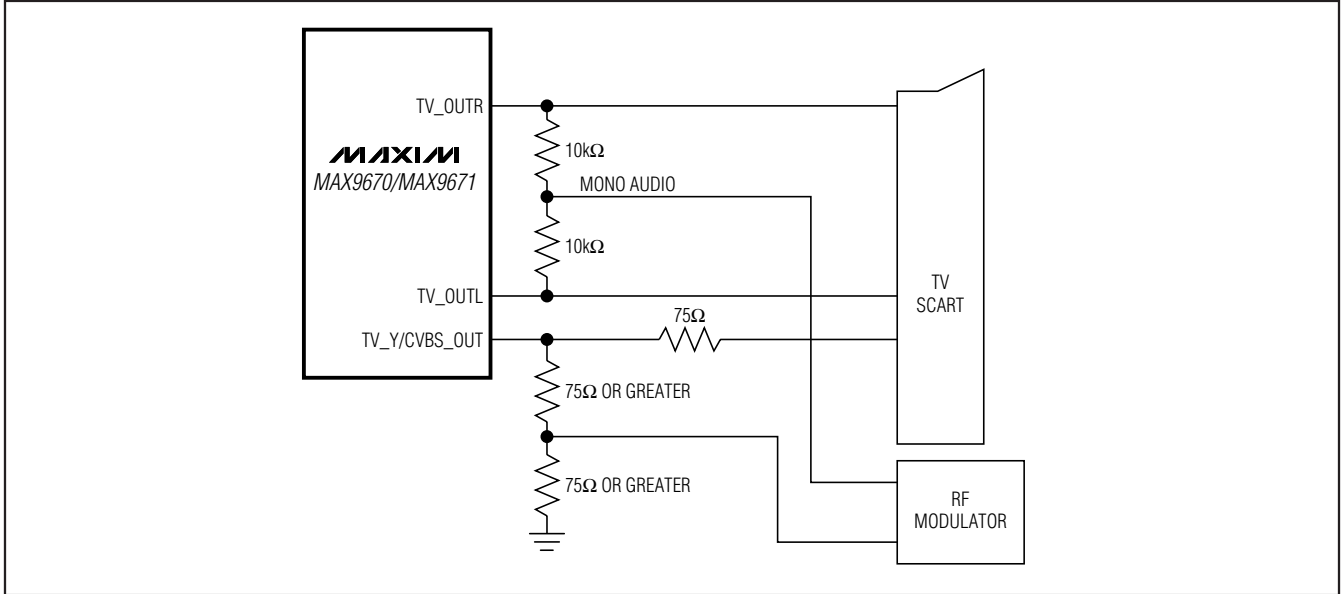 TV_OUTR
10kΩ
MAXIM
MAX9670/MAX9671
MONO AUDIO
10kΩ
TV_OUTL
TV
SCART
75Ω
TV_Y/CVBS_OUT
75Ω OR GREATER
75Ω OR GREATER
RF
MODULATOR